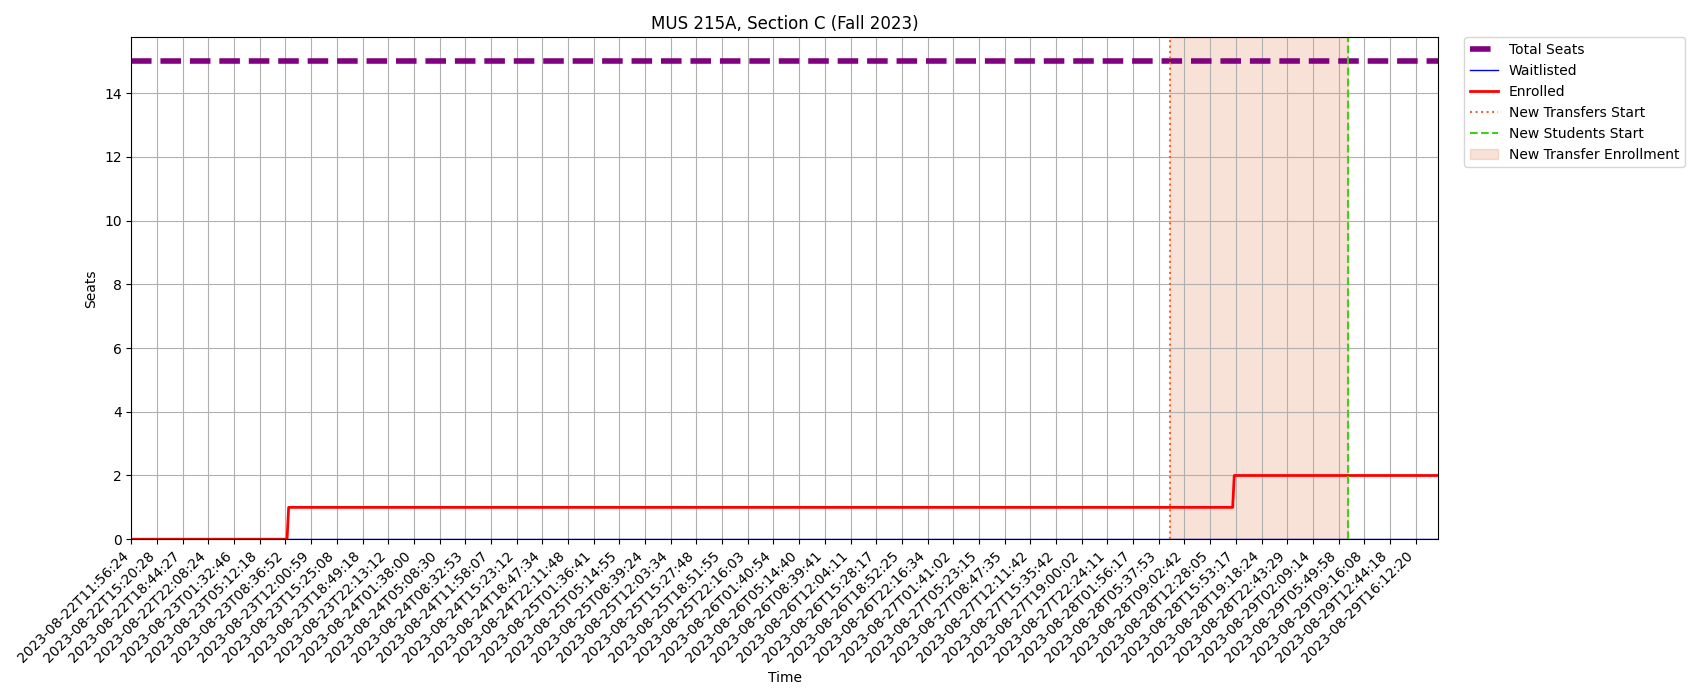 MUS 215A, Section C (Fall 2023)
Total Seats
Waitlisted
Enrolled
New Transfers Start
New Students Start
New Transfer Enrollment
Seats
14
12
10
8
6
4
2
0
2023-08-22T11:56:24
2023-08-22T15:20:28
2023-08-22T18:44:27
2023-08-22T22:08:24
2023-08-23T01:32:46
2023-08-23T05:12:18
2023-08-23T08:36:52
2023-08-23T12:00:59
2023-08-23T15:25:08
2023-08-23T18:49:18
2023-08-23T22:13:12
2023-08-24T01:38:00
2023-08-24T05:08:30
2023-08-24T08:32:53
2023-08-24T11:58:07
2023-08-24T15:23:12
2023-08-24T18:47:34
2023-08-24T22:11:48
2023-08-25T01:36:41
2023-08-25T05:14:55
2023-08-25T08:39:24
2023-08-25T12:03:34
2023-08-25T15:27:48
2023-08-25T18:51:55
2023-08-25T22:16:03
2023-08-26T01:40:54
2023-08-26T05:14:40
2023-08-26T08:39:41
2023-08-26T12:04:11
2023-08-26T15:28:17
2023-08-26T18:52:25
2023-08-26T22:16:34
2023-08-27T01:41:02
2023-08-27T05:23:15
2023-08-27T08:47:35
2023-08-27T12:11:42
2023-08-27T15:35:42
2023-08-27T19:00:02
2023-08-27T22:24:11
2023-08-28T01:56:17
2023-08-28T05:37:53
2023-08-28T09:02:42
2023-08-28T12:28:05
2023-08-28T15:53:17
2023-08-28T19:18:24
2023-08-28T22:43:29
2023-08-29T02:09:14
2023-08-29T05:49:58
2023-08-29T09:16:08
2023-08-29T12:44:18
2023-08-29T16:12:20
Time